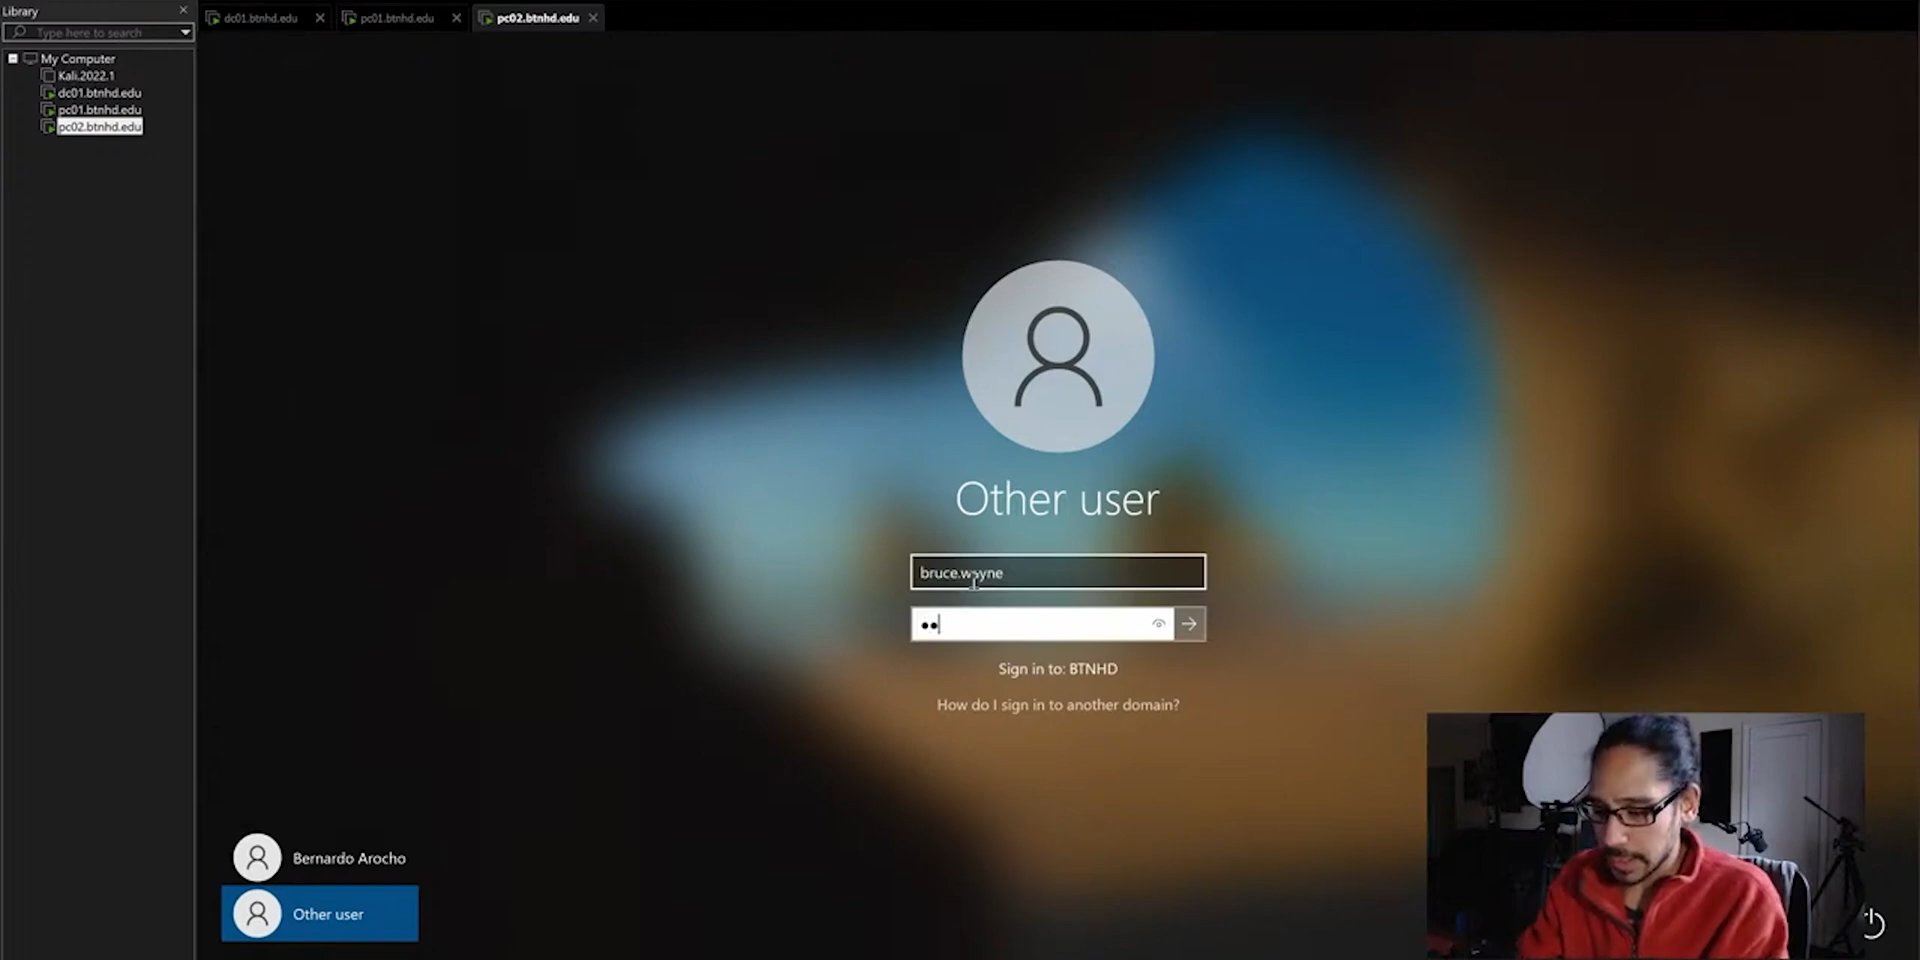 Library
Type here to search
My Computer
Kali.2022.1
dc01.btnhd.edu
pc01.btnhd.edu
pc02.btnhd.edu
dc01.btnhd.edu
pc01.btnhd.edu
pc02.btnhd.edu
Other user
bruce.wayne
Sign in to: BTNHD
How do I sign in to another domain?
Bernardo Arocho
Other user